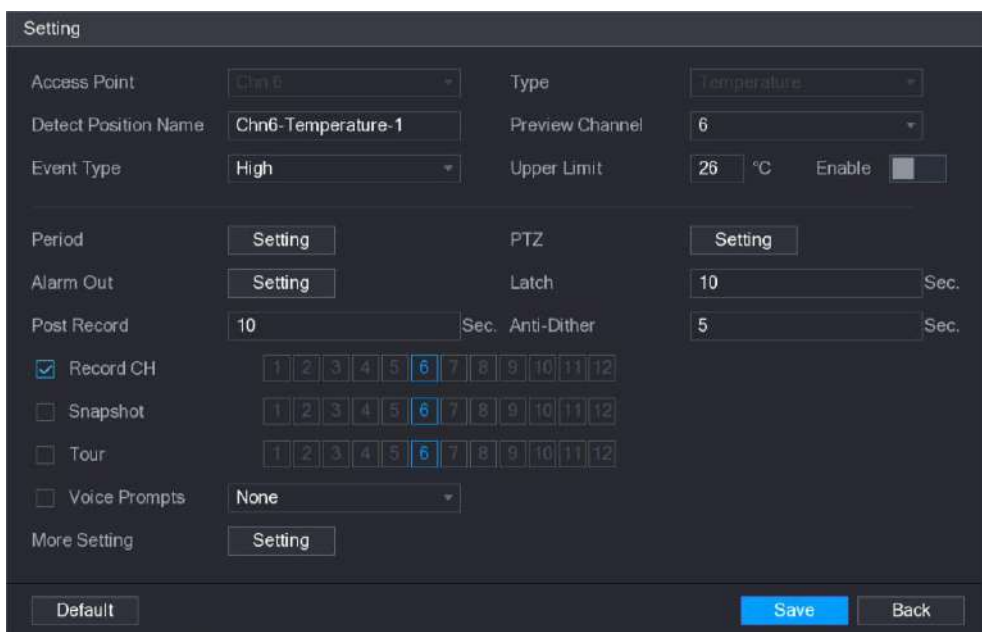 Setting
Access Point Chn 6 Type Temperature
Detect Position Name Chn6-Temperature-1 Preview Channel 6
Event Type High Upper Limit 26 °C Enable
Period Setting PTZ Setting
Alarm Out Setting Latch 10 Sec.
Post Record 10 Sec. Anti-Dither 5 Sec.
Record CH 1 2 3 4 5 6 7 8 9 10 11 12
Snapshot 1 2 3 4 5 6 7 8 9 10 11 12
Tour 1 2 3 4 5 6 7 8 9 10 11 12
Voice Prompts None
More Setting Setting
Default Save Back